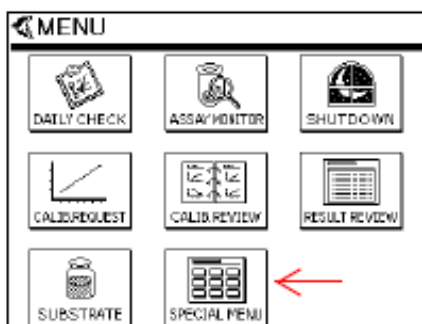 MENU
DAILY CHECK
ASSAY MONITOR
SHUTDOWN
CALIB.REQUEST
CALIB.REVIEW
RESULT REVIEW
SUBSTRATE
SPECIAL MENU